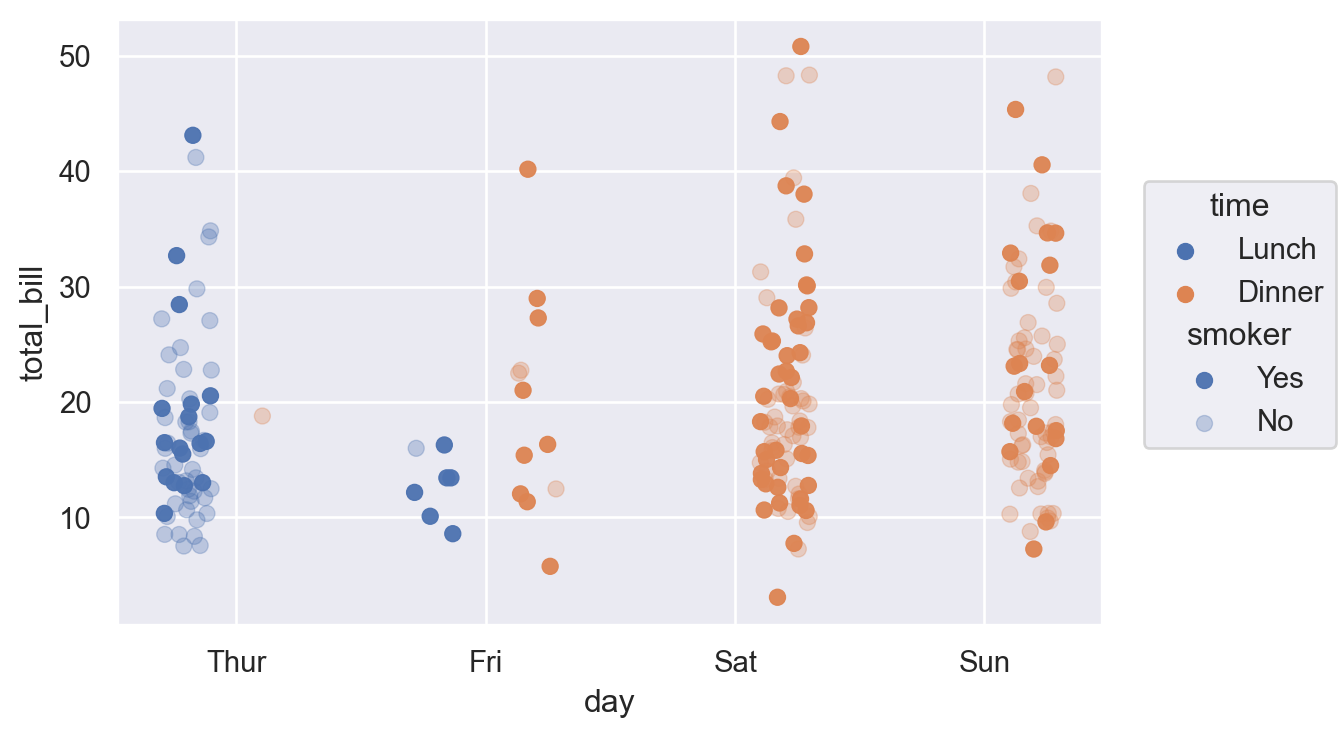 50
40
30
20
10
total_bill
Thur
Fri
Sat
Sun
day
time
Lunch
Dinner
smoker
Yes
No